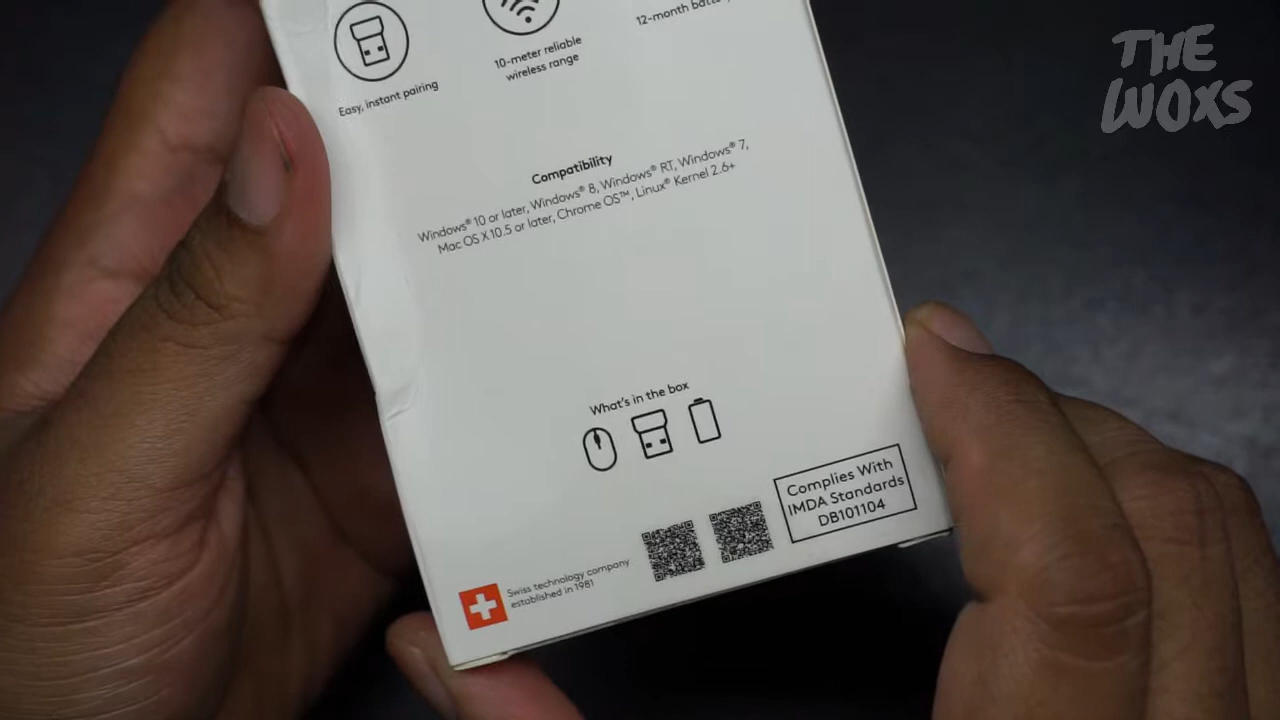 THE
WOXS
Easy, instant pairing
10-meter reliable
wireless range
12-month
Compatibility
Windows® 10 or later, Windows® 8, Windows® RT, Windows® 7,
Mac OS X 10.5 or later, Chrome OS™, Linux® Kernel 2.6+
What's in the box
Complies With
IMDA Standards
DB101104
Swiss technology company
established in 1981